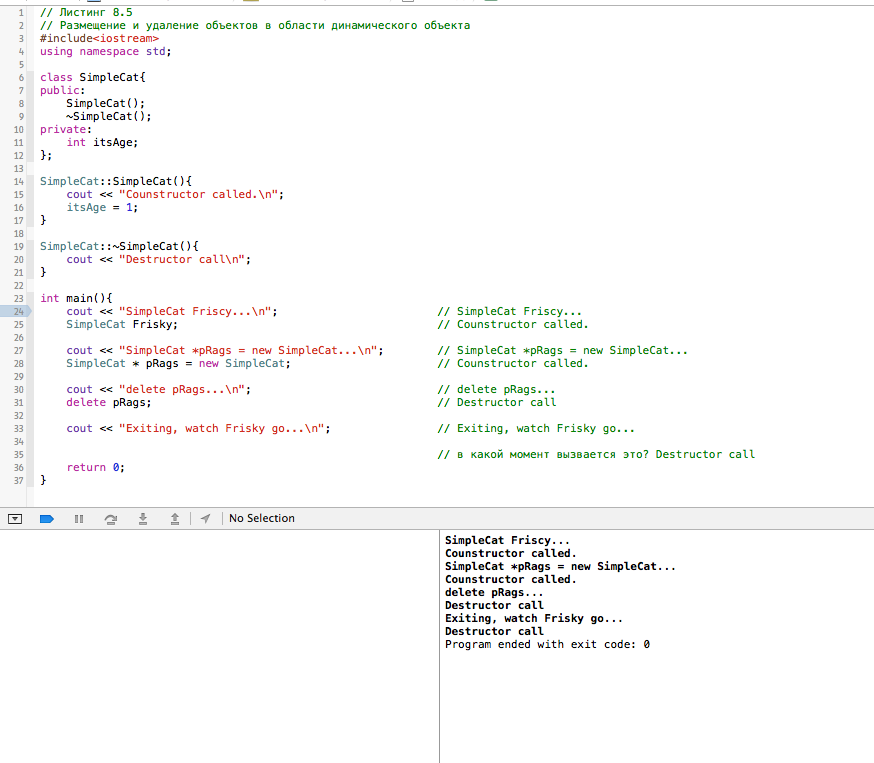 1 // Листинг 8.5
2 // Размещение и удаление объектов в области динамического объекта
3 #include<iostream>
4 using namespace std;
5
6 class SimpleCat{
7 public:
8 SimpleCat();
9 ~SimpleCat();
10 private:
11 int itsAge;
12 };
13
14 SimpleCat::SimpleCat(){
15 cout << "Counstructor called.\n";
16 itsAge = 1;
17 }
18
19 SimpleCat::~SimpleCat(){
20 cout << "Destructor call\n";
21 }
22
23 int main(){
24 cout << "SimpleCat Friscy...\n"; // SimpleCat Friscy...
25 SimpleCat Frisky; // Counstructor called.
26
27 cout << "SimpleCat *pRags = new SimpleCat...\n"; // SimpleCat *pRags = new SimpleCat...
28 SimpleCat * pRags = new SimpleCat; // Counstructor called.
29
30 cout << "delete pRags...\n"; // delete pRags...
31 delete pRags; // Destructor call
32
33 cout << "Exiting, watch Frisky go...\n"; // Exiting, watch Frisky go...
34
35 // в какой момент вызвается это? Destructor call
36 return 0;
37 }
No Selection
SimpleCat Friscy...
Counstructor called.
SimpleCat *pRags = new SimpleCat...
Counstructor called.
delete pRags...
Destructor call
Exiting, watch Frisky go...
Destructor call
Program ended with exit code: 0